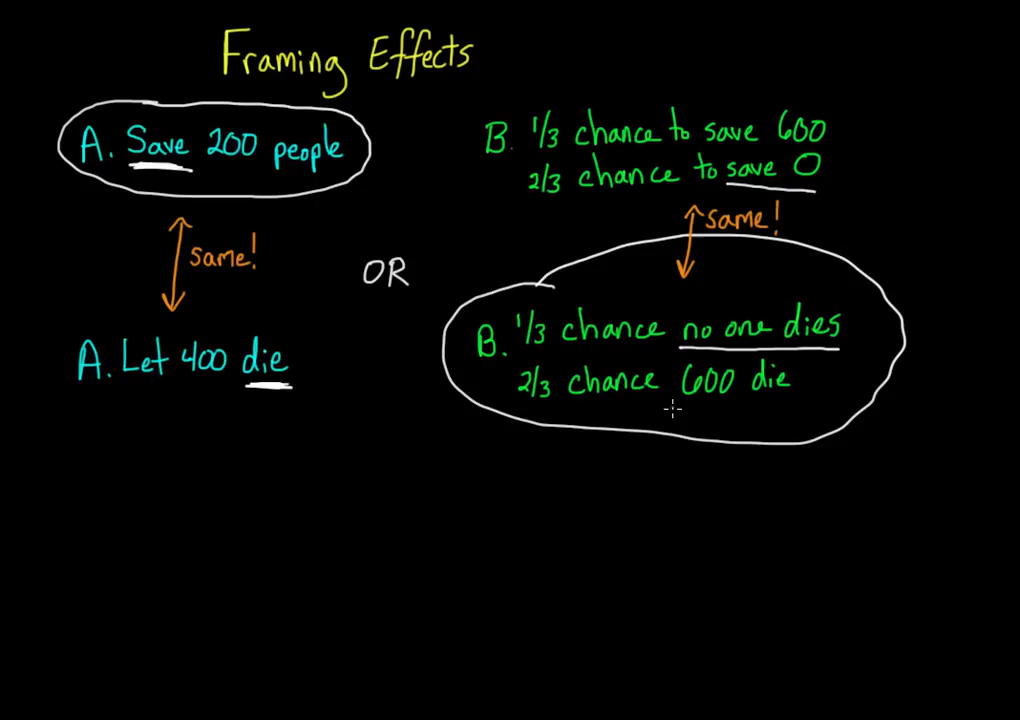 Framing Effects
A. Save 200 people
B. 1/3 chance to save 600
2/3 chance to save 0
same!
same!
OR
A. Let 400 die
B. 1/3 chance no one dies
2/3 chance 600 die